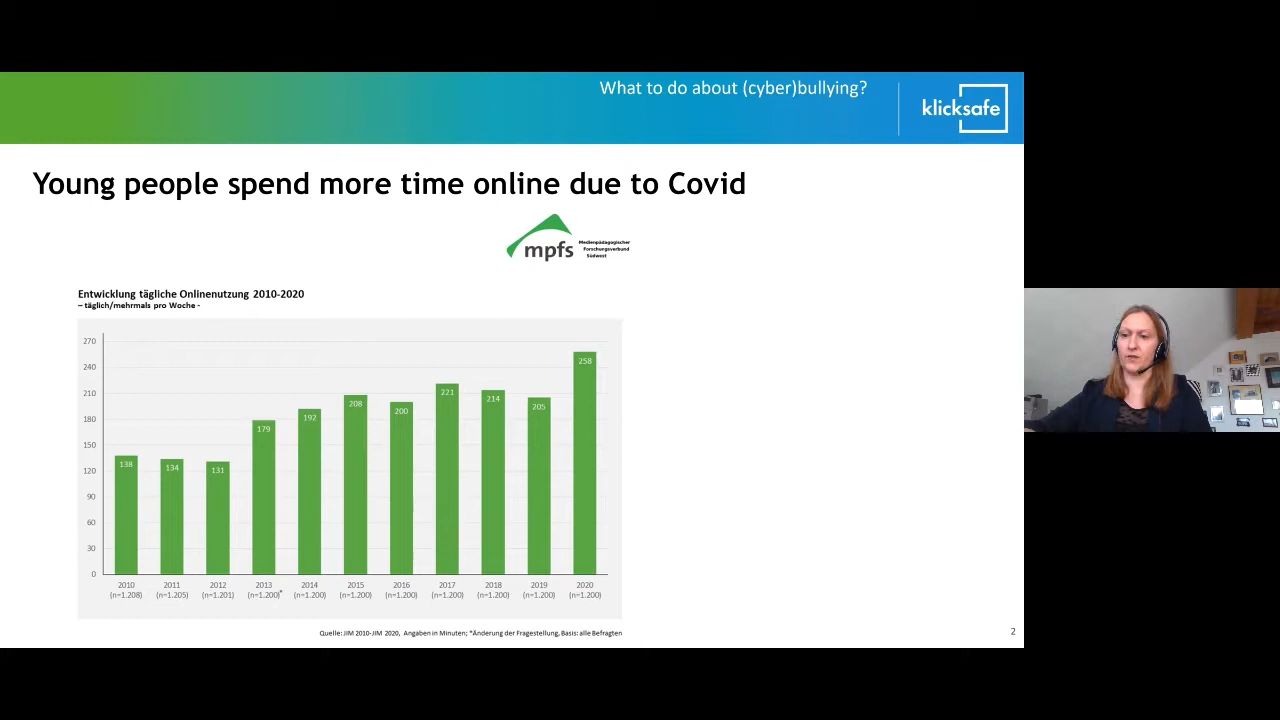 What to do about (cyber)bullying?
klicksafe
Young people spend more time online due to Covid
mpfs
Medienpädagogischer
Forschungsverbund
Südwest
Entwicklung tägliche Onlinenutzung 2010-2020
– täglich/mehrmals pro Woche -
270
240
210
180
150
120
90
60
30
0
138
134
131
179
192
208
200
221
214
205
258
2010 2011 2012 2013 2014 2015 2016 2017 2018 2019 2020
(n=1.208) (n=1.205) (n=1.201) (n=1.200)* (n=1.200) (n=1.200) (n=1.200) (n=1.200) (n=1.200) (n=1.200) (n=1.200)
Quelle: JIM 2010-JIM 2020, Angaben in Minuten; *Änderung der Fragestellung, Basis: alle Befragten
2